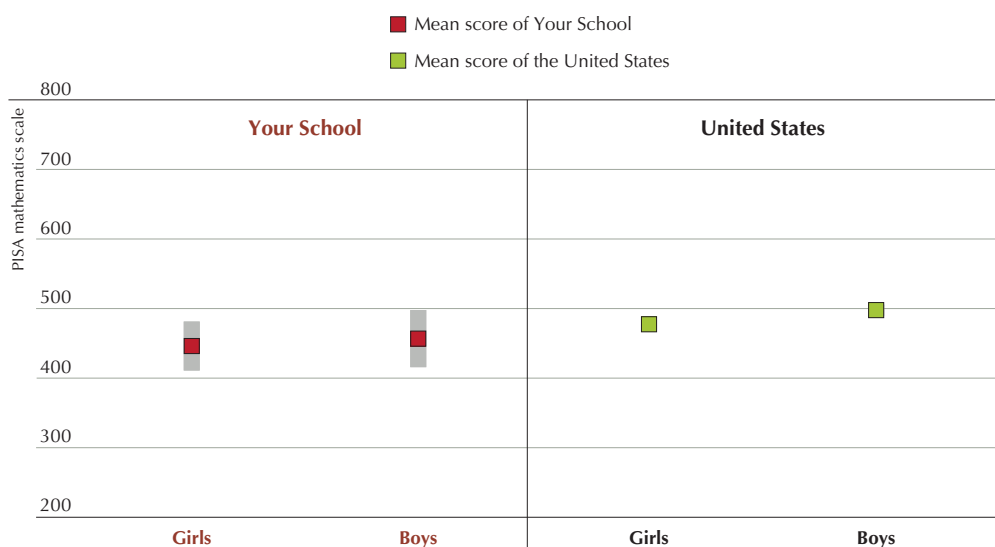 Mean score of Your School
Mean score of the United States
PISA mathematics scale
800
Your School
United States
700
600
500
400
300
200
Girls
Boys
Girls
Boys